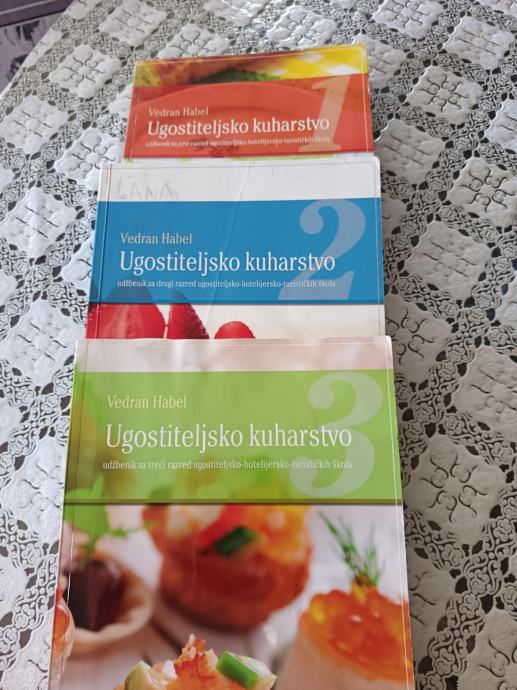 1
Vedran Habel
Ugostiteljsko kuharstvo
udžbenik za prvi razred ugostiteljsko-hotelijersko-turističkih škola
LANA
2
Vedran Habel
Ugostiteljsko kuharstvo
udžbenik za drugi razred ugostiteljsko-hotelijersko-turističkih škola
3
Vedran Habel
Ugostiteljsko kuharstvo
udžbenik za treći razred ugostiteljsko-hotelijersko-turističkih škola